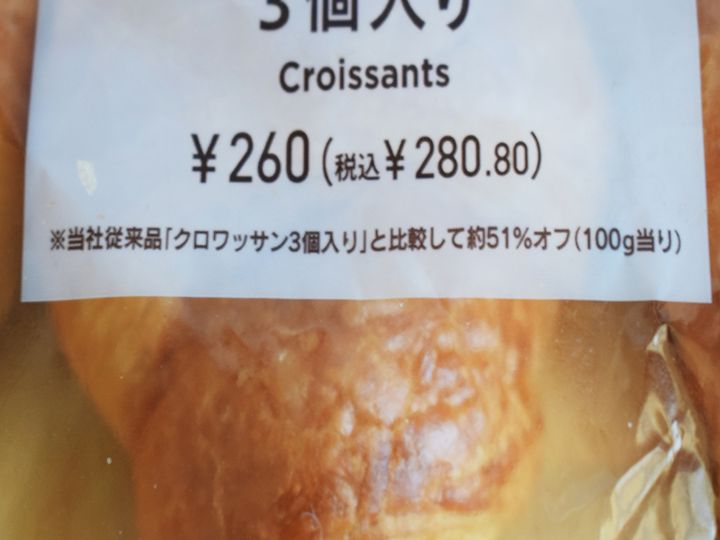 3個入り
Croissants
¥260(税込¥280.80)
※当社従来品「クロワッサン3個入り」と比較して約51%オフ(100g当り)